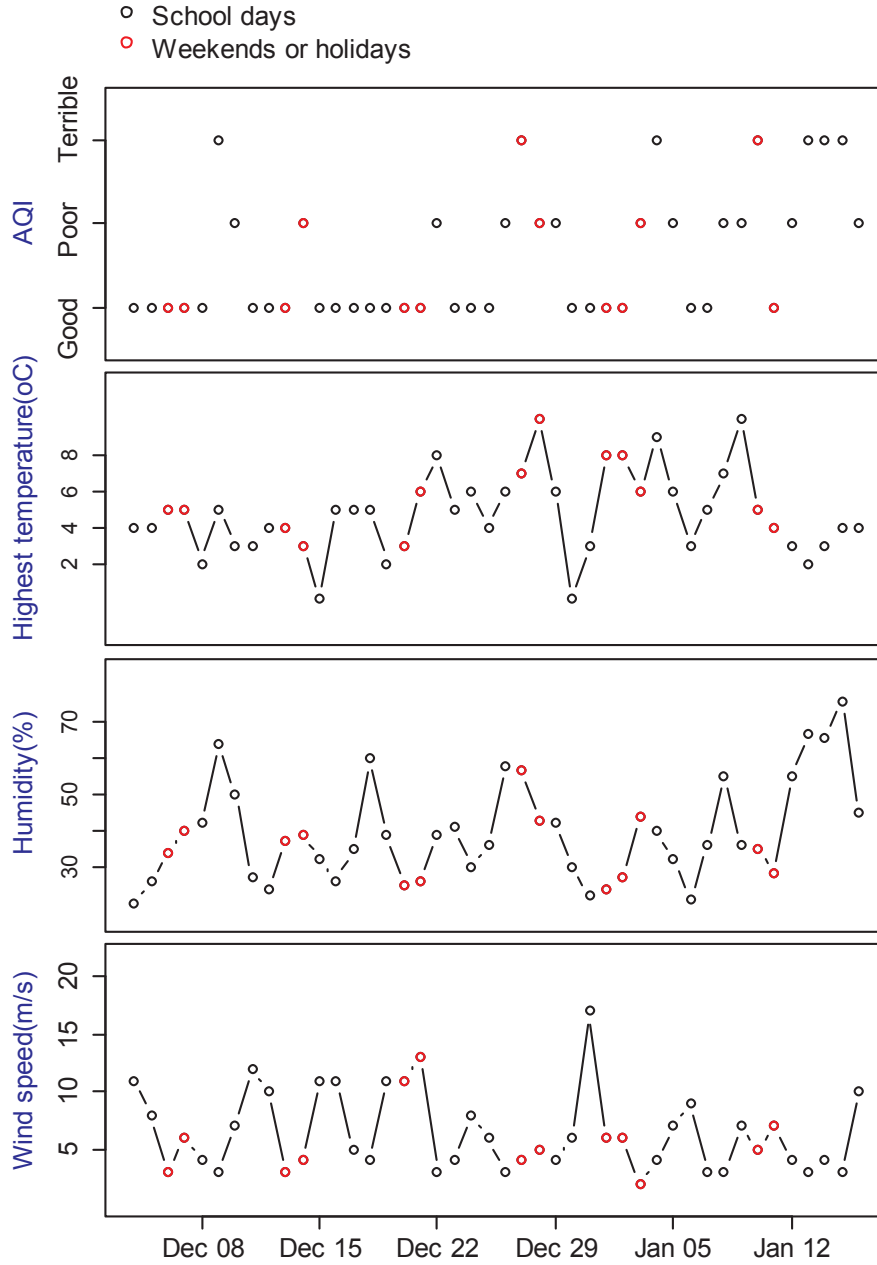 School days
Weekends or holidays
AQI
Terrible
Poor
Good
Highest temperature(oC)
8
6
4
2
Humidity(%)
70
50
30
Wind speed(m/s)
20
15
10
5
Dec 08 Dec 15 Dec 22 Dec 29 Jan 05 Jan 12